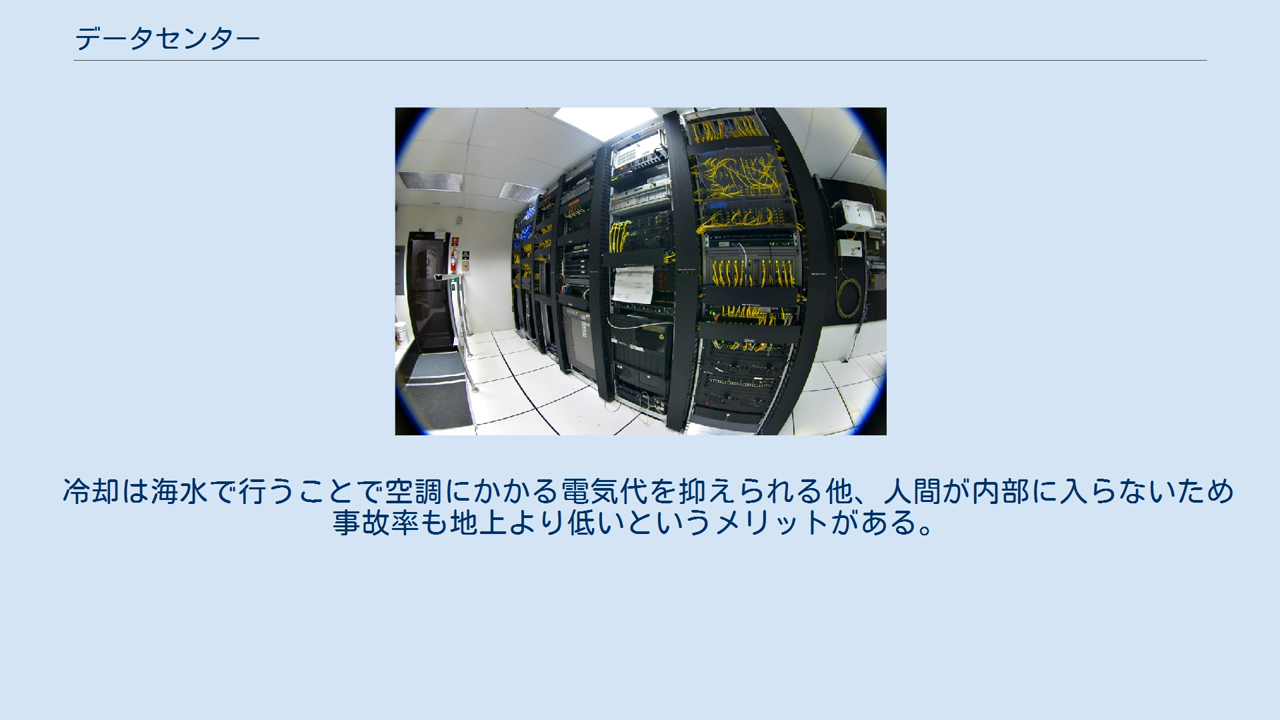 データセンター
冷却は海水で行うことで空調にかかる電気代を抑えられる他、人間が内部に入らないため
事故率も地上より低いというメリットがある。